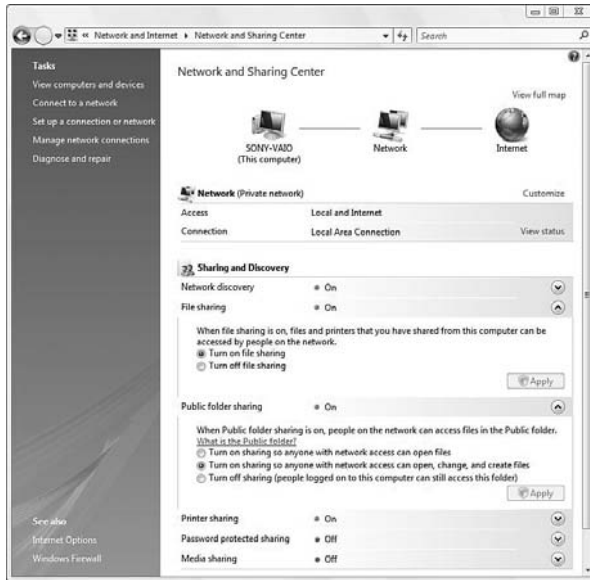 « Network and Internet ▸ Network and Sharing Center
Search
Tasks
View computers and devices
Connect to a network
Set up a connection or network
Manage network connections
Diagnose and repair
See also
Internet Options
Windows Firewall
Network and Sharing Center
View full map
SONY-VAIO
(This computer)
Network
Internet
Network (Private network)
Customize
Access Local and Internet
Connection Local Area Connection View status
Sharing and Discovery
Network discovery On
File sharing On
When file sharing is on, files and printers that you have shared from this computer can be
accessed by people on the network.
Turn on file sharing
Turn off file sharing
Apply
Public folder sharing On
When Public folder sharing is on, people on the network can access files in the Public folder.
What is the Public folder?
Turn on sharing so anyone with network access can open files
Turn on sharing so anyone with network access can open, change, and create files
Turn off sharing (people logged on to this computer can still access this folder)
Apply
Printer sharing On
Password protected sharing Off
Media sharing Off